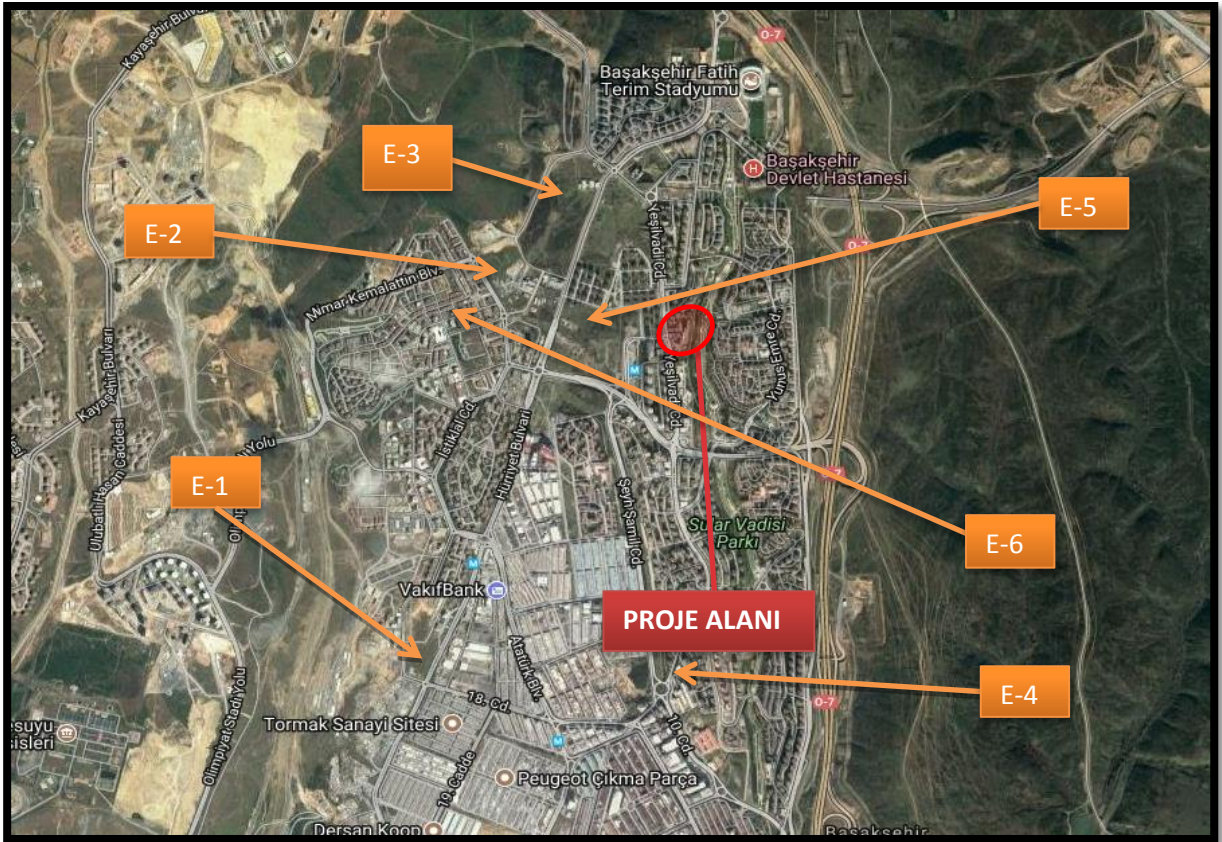 Kayaşehir Bulvarı
O-7
Başakşehir Fatih
Terim Stadyumu
E-3
Başakşehir
Devlet Hastanesi
E-5
E-2
Yeşilvadi Cd.
O-7
Mimar Kemalattin Blv.
Yunus Emre Cd.
M
Kayaşehir Bulvarı
Yeşilvadi Cd.
İstiklal Cd.
Hürriyet Bulvarı
Ulubatlı Hasan Caddesi
E-1
Şeyh Şamil Cd.
Sular Vadisi
Parkı
E-6
M
VakıfBank
PROJE ALANI
Atatürk Blv.
E-4
18. Cd.
O-7
Tormak Sanayi Sitesi
10. Cd.
M
Olimpiyat Stadı Yolu
19. Cadde
Peugeot Çıkma Parça
Dersan Koop
Başakşehir